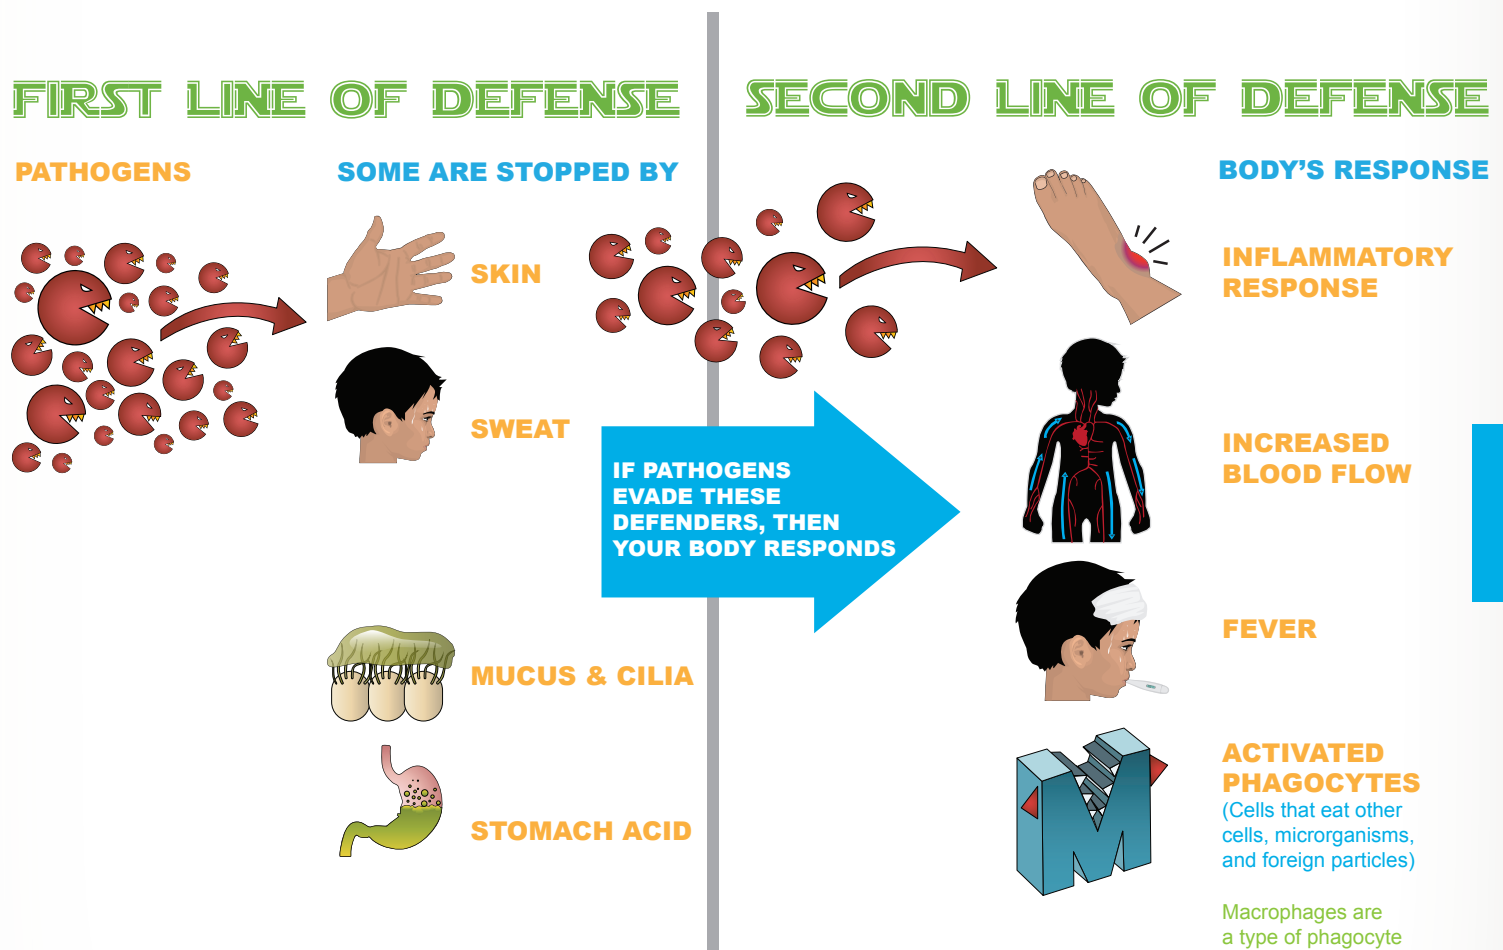 FIRST LINE OF DEFENSE
PATHOGENS
SOME ARE STOPPED BY
SKIN
SWEAT
MUCUS & CILIA
STOMACH ACID
IF PATHOGENS
EVADE THESE
DEFENDERS, THEN
YOUR BODY RESPONDS
SECOND LINE OF DEFENSE
BODY'S RESPONSE
INFLAMMATORY
RESPONSE
INCREASED
BLOOD FLOW
FEVER
M
ACTIVATED
PHAGOCYTES
(Cells that eat other
cells, microrganisms,
and foreign particles)
Macrophages are
a type of phagocyte